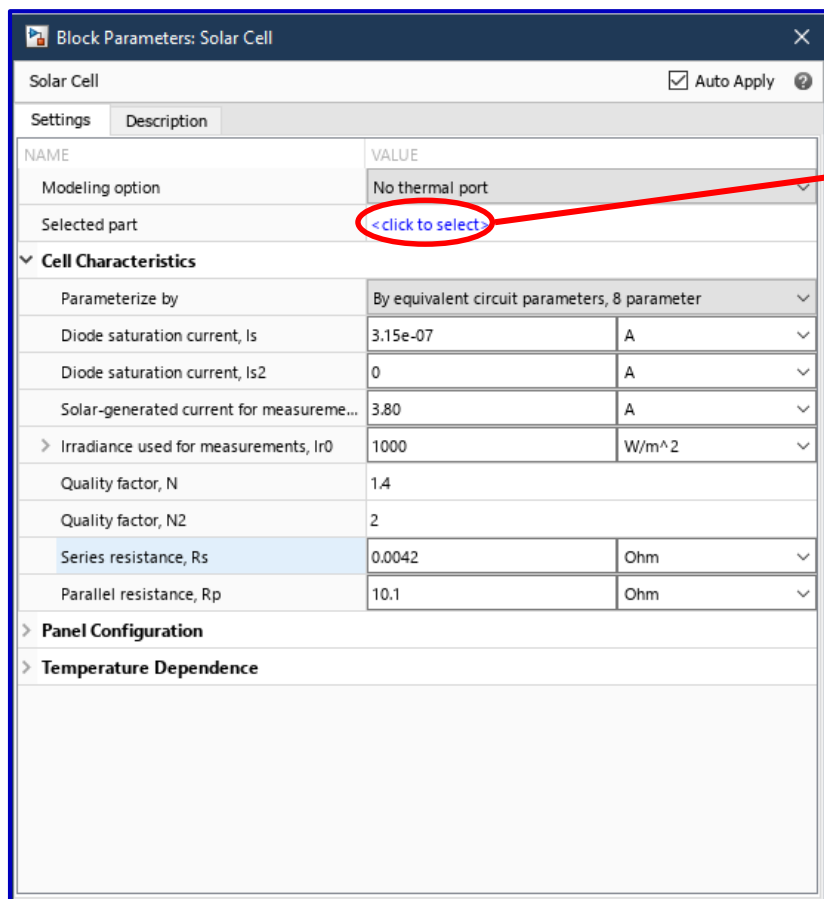 Block Parameters: Solar Cell
Solar Cell Auto Apply
Settings Description
NAME VALUE
Modeling option No thermal port
Selected part <click to select>
Cell Characteristics
Parameterize by By equivalent circuit parameters, 8 parameter
Diode saturation current, Is 3.15e-07 A
Diode saturation current, Is2 0 A
Solar-generated current for measureme... 3.80 A
Irradiance used for measurements, Ir0 1000 W/m^2
Quality factor, N 1.4
Quality factor, N2 2
Series resistance, Rs 0.0042 Ohm
Parallel resistance, Rp 10.1 Ohm
Panel Configuration
Temperature Dependence